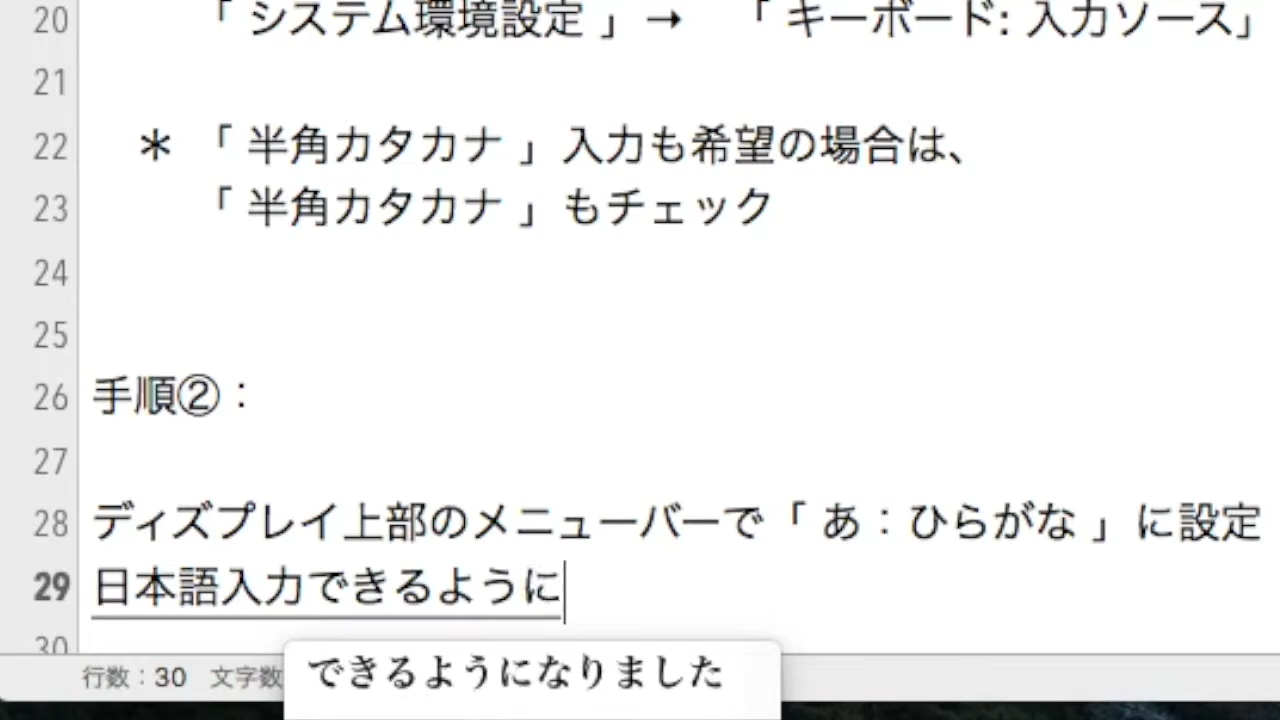 20 「 システム環境設定 」→ 「 キーボード: 入力ソース」
21
22 ＊ 「 半角カタカナ 」入力も希望の場合は、
23 「 半角カタカナ 」もチェック
24
25
26 手順②：
27
28 ディズプレイ上部のメニューバーで「 あ：ひらがな 」に設定
29 日本語入力できるように
30
行数：30 文字数
できるようになりました